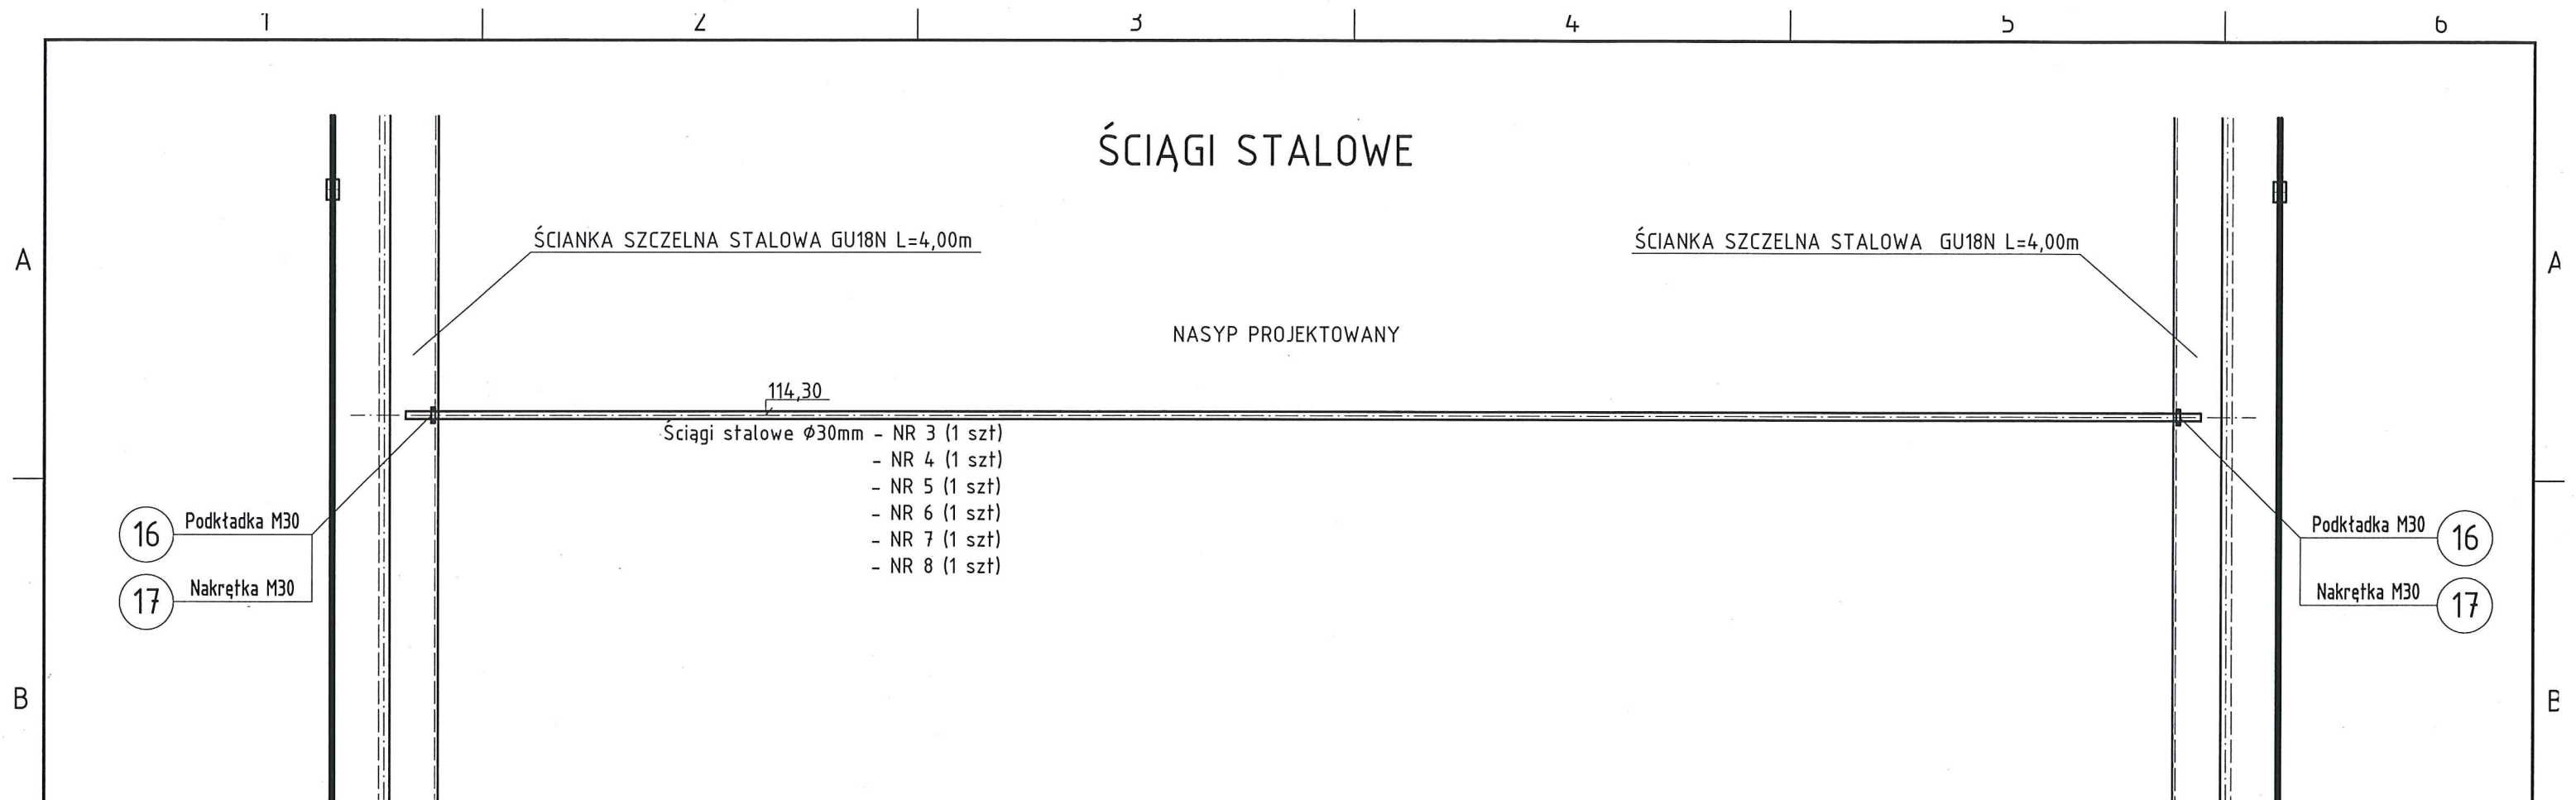 1 2 3 4 5 6
ŚCIĄGI STALOWE
ŚCIANKA SZCZELNA STALOWA GU18N L=4,00m
ŚCIANKA SZCZELNA STALOWA GU18N L=4,00m
A
A
NASYP PROJEKTOWANY
114,30
Ściągi stalowe Ø30mm - NR 3 (1 szt)
- NR 4 (1 szt)
- NR 5 (1 szt)
- NR 6 (1 szt)
- NR 7 (1 szt)
- NR 8 (1 szt)
16 Podkładka M30
17 Nakrętka M30
Podkładka M30 16
Nakrętka M30 17
B
B